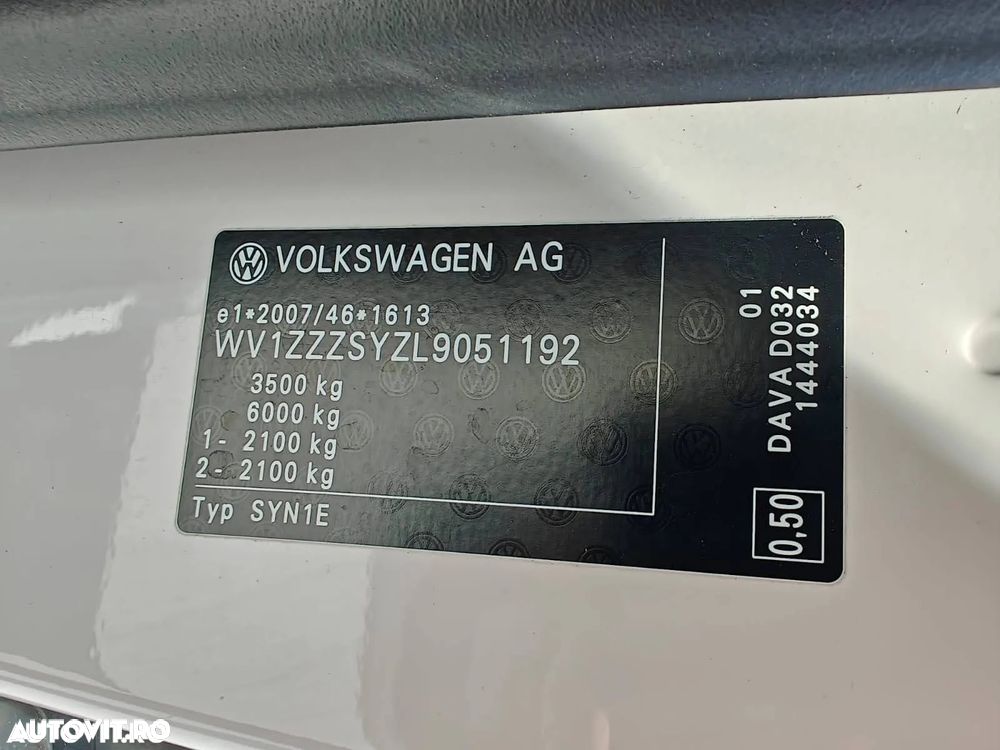 VOLKSWAGEN AG
e1*2007/46*1613
WV1ZZZSYZL9051192
3500 kg
6000 kg
1- 2100 kg
2- 2100 kg
Typ SYN1E
01
DAVA D032
1444034
0,50
AUTOVIT.RO